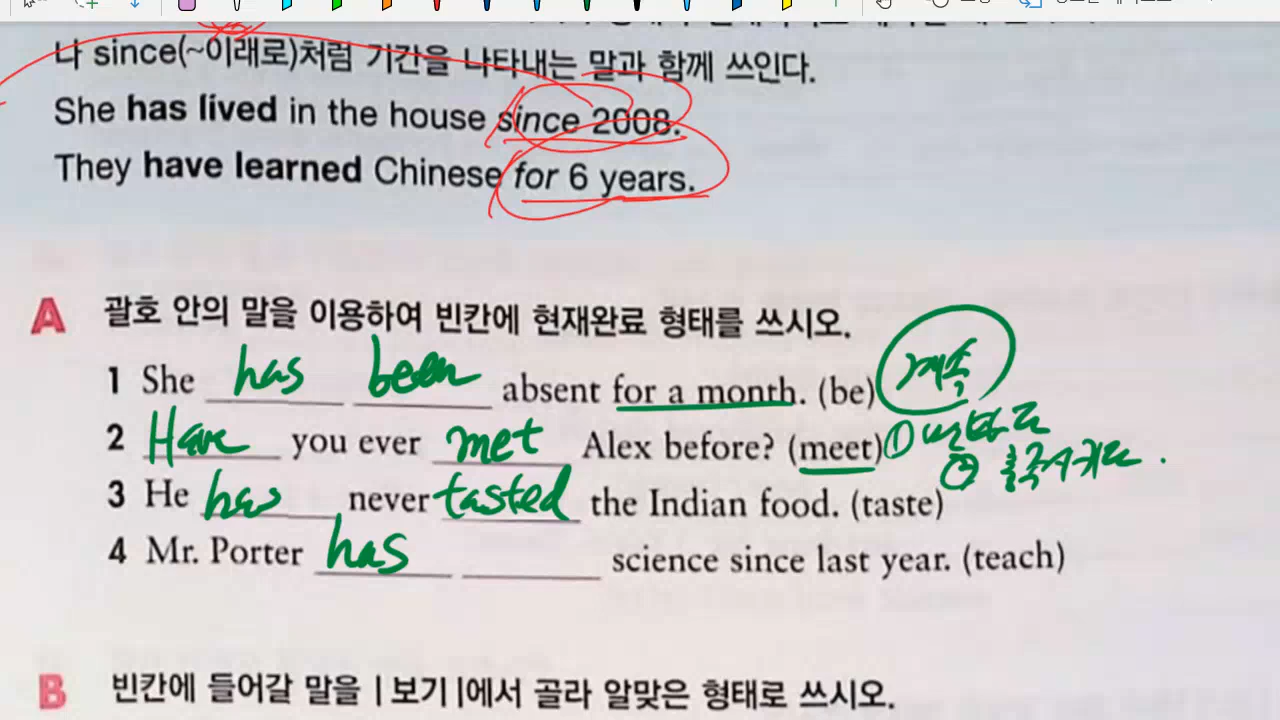 나 since(~이래로)처럼 기간을 나타내는 말과 함께 쓰인다.
She has lived in the house since 2008.
They have learned Chinese for 6 years.
A 괄호 안의 말을 이용하여 빈칸에 현재완료 형태를 쓰시오.
1 She has been absent for a month. (be) 계속
2 Have you ever met Alex before? (meet) ① 만나다
②
3 He has never tasted the Indian food. (taste)
4 Mr. Porter has science since last year. (teach)
B 빈칸에 들어갈 말을 |보기|에서 골라 알맞은 형태로 쓰시오.